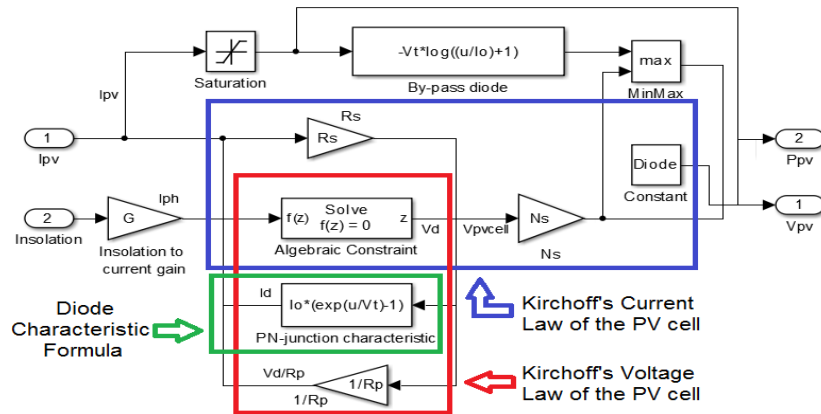 -Vt*log((u/Io)+1)
By-pass diode
max
MinMax
Saturation
Ipv
1
Ipv
Rs
Rs
2
Ppv
Diode
Constant
Iph
2
Insolation
G
Insolation to
current gain
f(z)
Solve
f(z) = 0
z
Algebraic Constraint
Vd
Vpvcell
Ns
Ns
1
Vpv
Id
Io*(exp(u/Vt)-1)
PN-junction characteristic
Diode
Characteristic
Formula
Kirchoff's Current
Law of the PV cell
Vd/Rp
1/Rp
1/Rp
Kirchoff's Voltage
Law of the PV cell